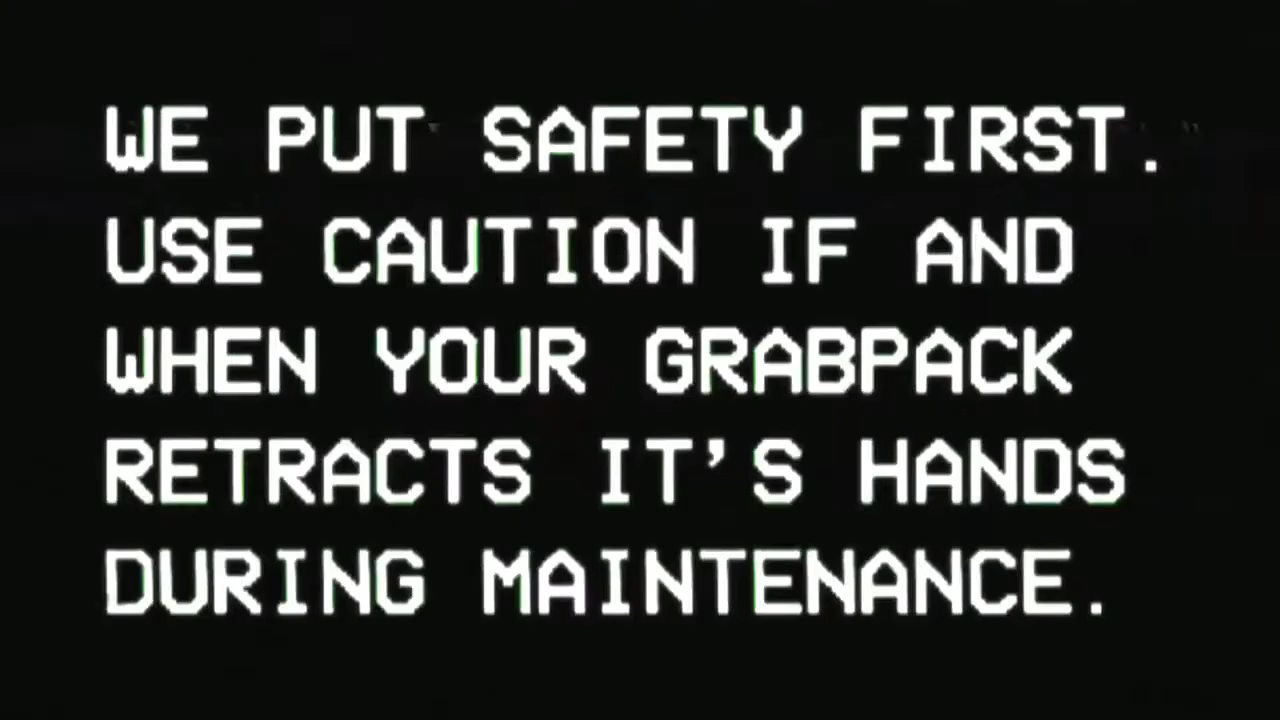 WE PUT SAFETY FIRST.
USE CAUTION IF AND
WHEN YOUR GRABPACK
RETRACTS IT'S HANDS
DURING MAINTENANCE.